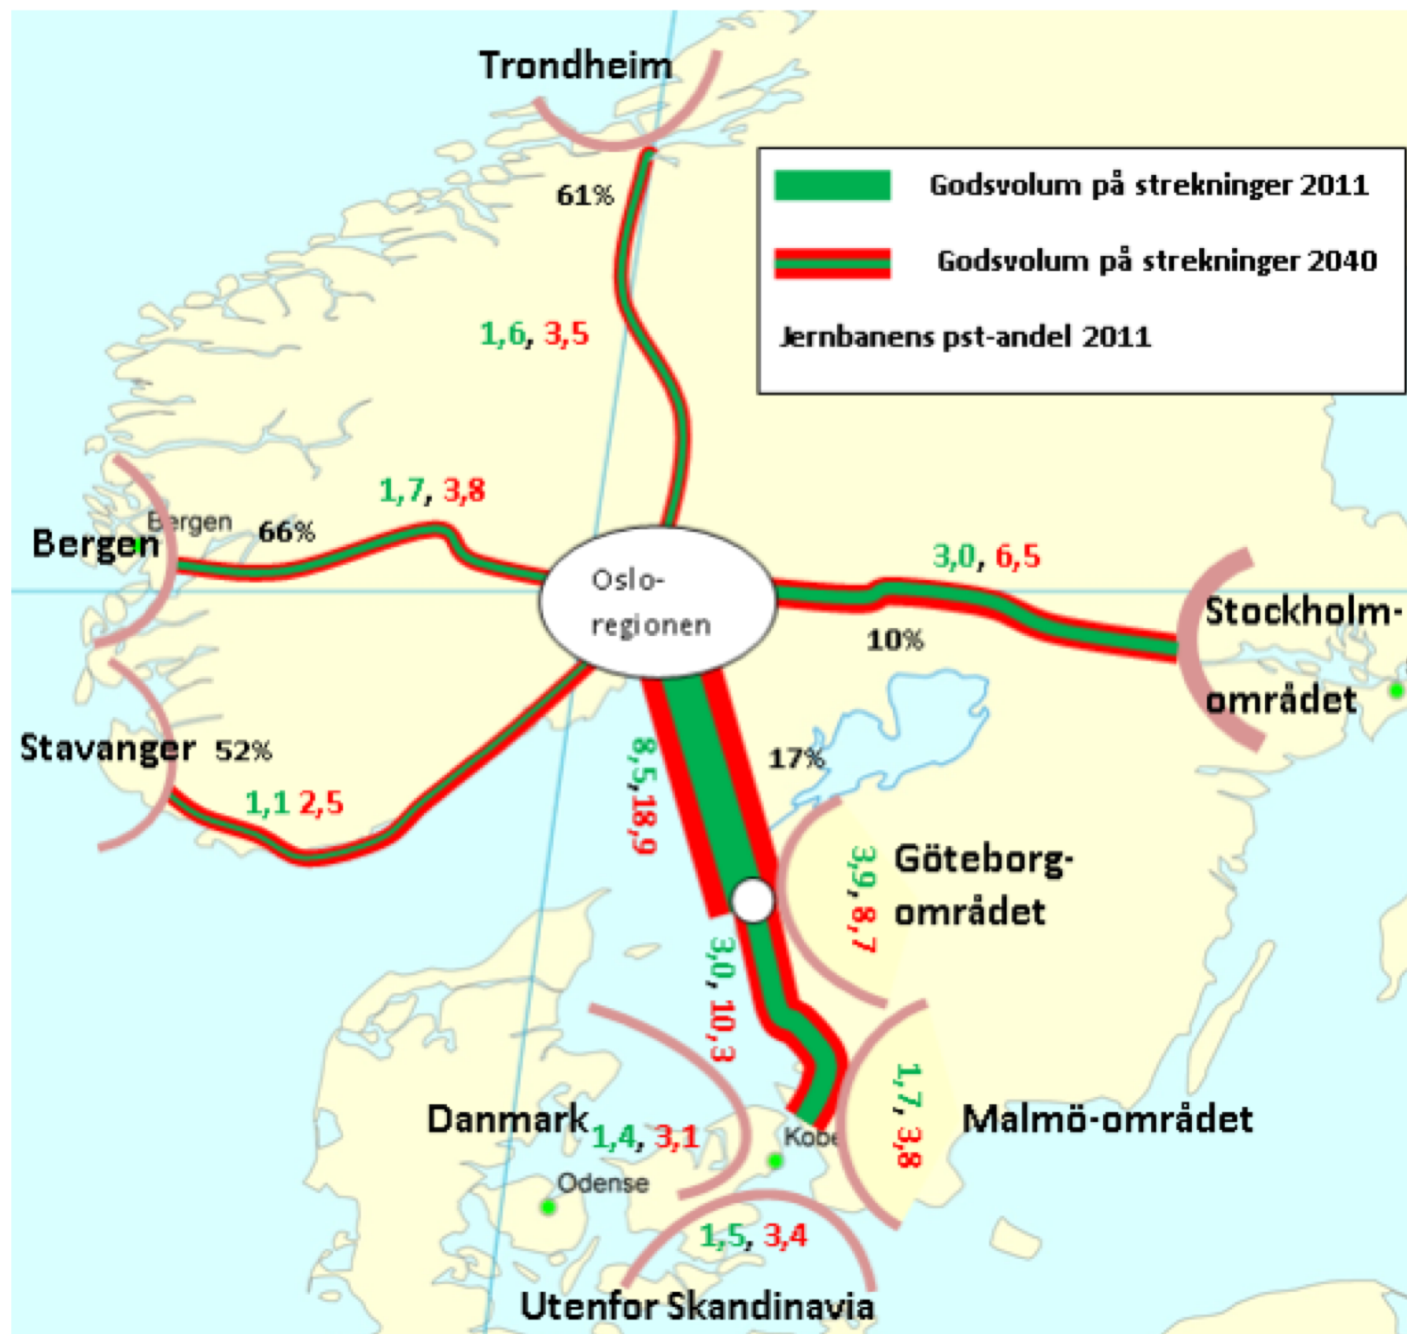 Trondheim
61%
Godsvolum på strekninger 2011
Godsvolum på strekninger 2040
Jernbanens pst-andel 2011
1,6, 3,5
1,7, 3,8
Bergen
66%
Bergen
3,0, 6,5
Oslo-
regionen
10%
Stockholm-
området
Stavanger 52%
1,1 2,5
8,5,18,9
17%
3,9, 8,7
Göteborg-
området
3,0, 10,3
1,7, 3,8
Danmark
1,4, 3,1
Malmö-området
Kobe
Odense
1,5, 3,4
Utenfor Skandinavia